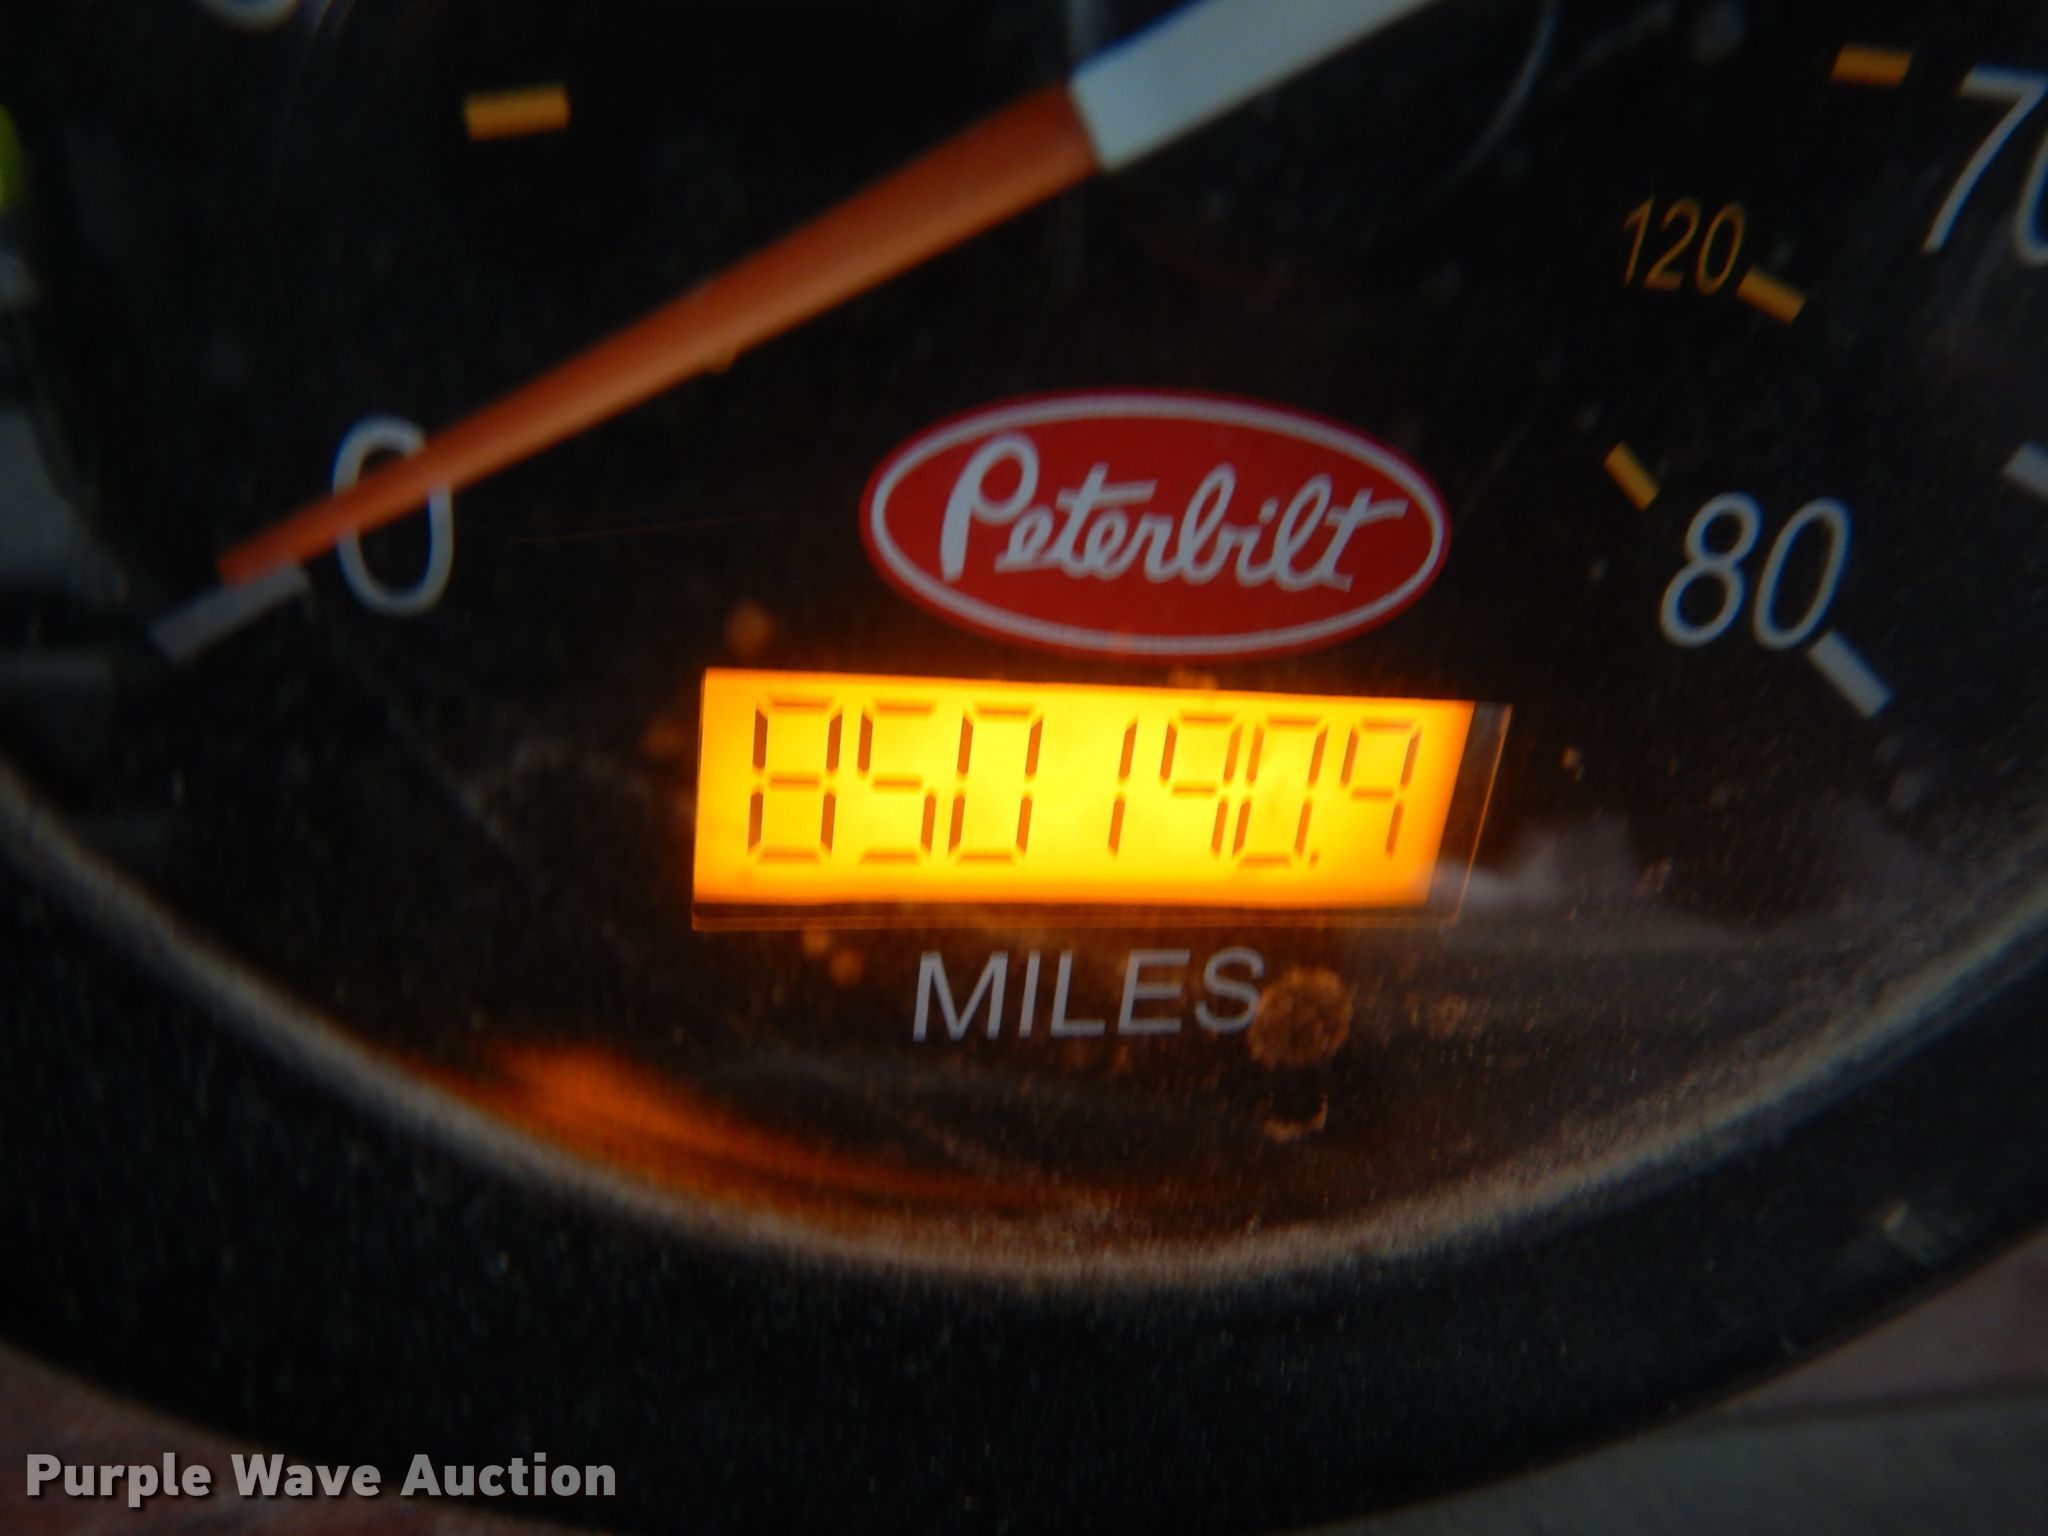 70
120
0
Peterbilt
80
850190.9
MILES
Purple Wave Auction